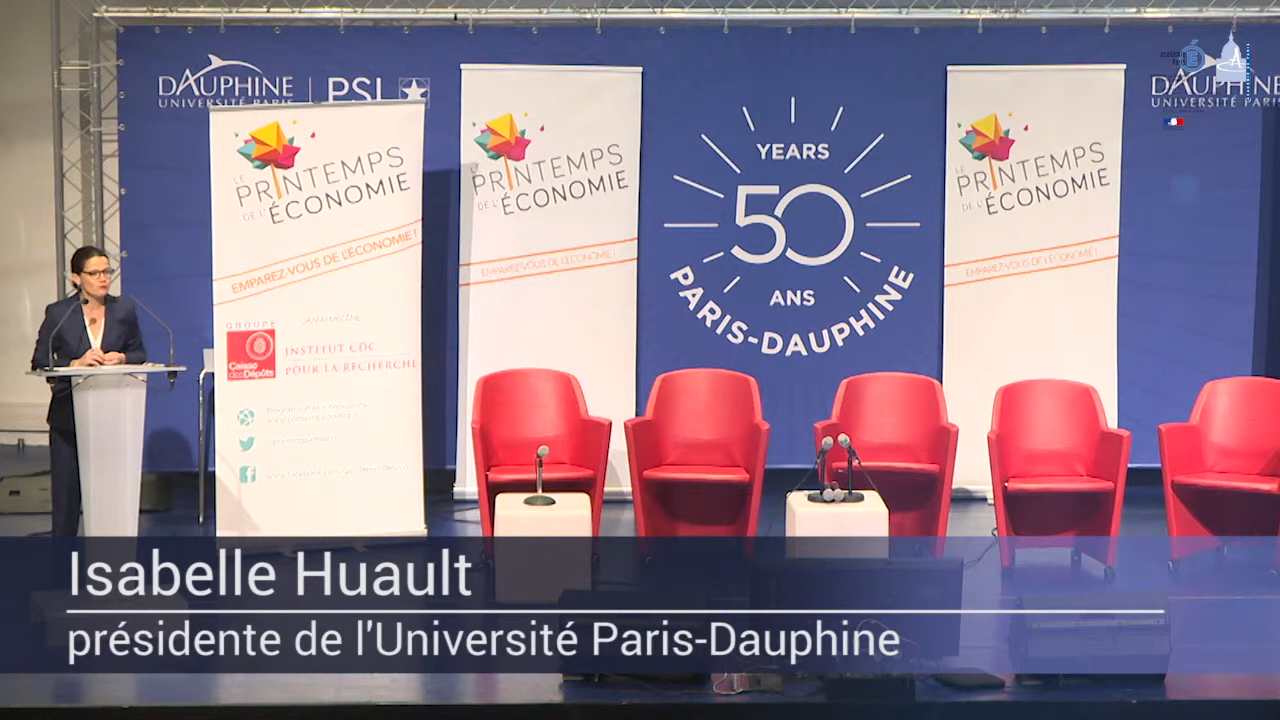 DAUPHINE
UNIVERSITÉ PARIS
PSL
DAUPHINE
UNIVERSITÉ PARIS
LE
PRINTEMPS
DE L'ÉCONOMIE
EMPAREZ-VOUS DE L'ÉCONOMIE !
GROUPE
GRAND MÉCÈNE
Caisse
des Dépôts
INSTITUT CDC
POUR LA RECHERCHE
LE
PRINTEMPS
DE L'ÉCONOMIE
EMPAREZ-VOUS DE L'ÉCONOMIE !
YEARS
50
ANS
PARIS-DAUPHINE
LE
PRINTEMPS
DE L'ÉCONOMIE
EMPAREZ-VOUS DE L'ÉCONOMIE !
Isabelle Huault
présidente de l'Université Paris-Dauphine